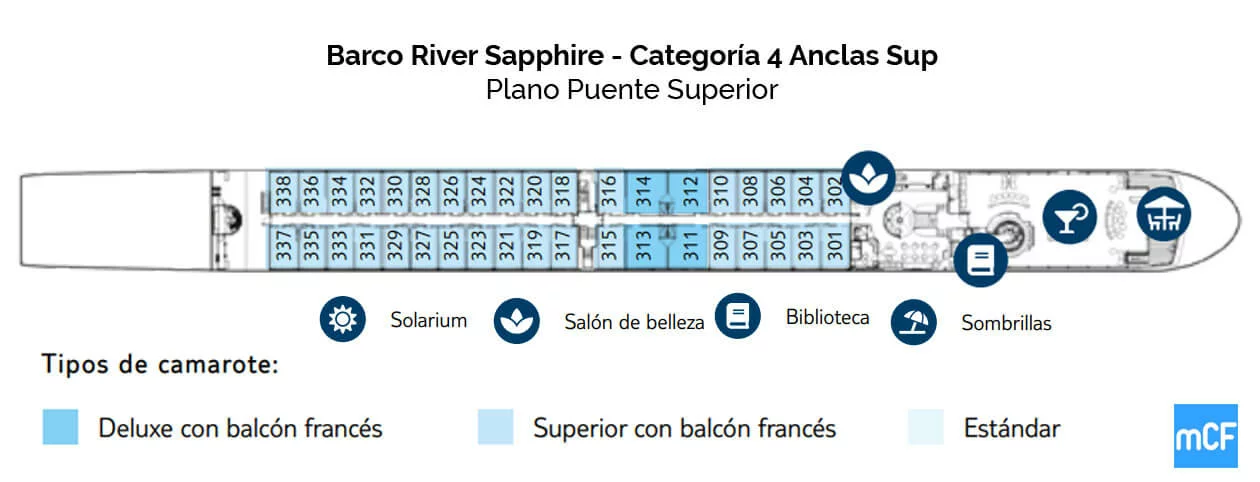 Barco River Sapphire - Categoría 4 Anclas Sup
Plano Puente Superior
338 336 334 332 330 328 326 324 322 320 318 316 314 312 310 308 306 304 302
337 335 333 331 329 327 325 323 321 319 317 315 313 311 309 307 305 303 301
Solarium Salón de belleza Biblioteca Sombrillas
Tipos de camarote:
Deluxe con balcón francés Superior con balcón francés Estándar
mCF